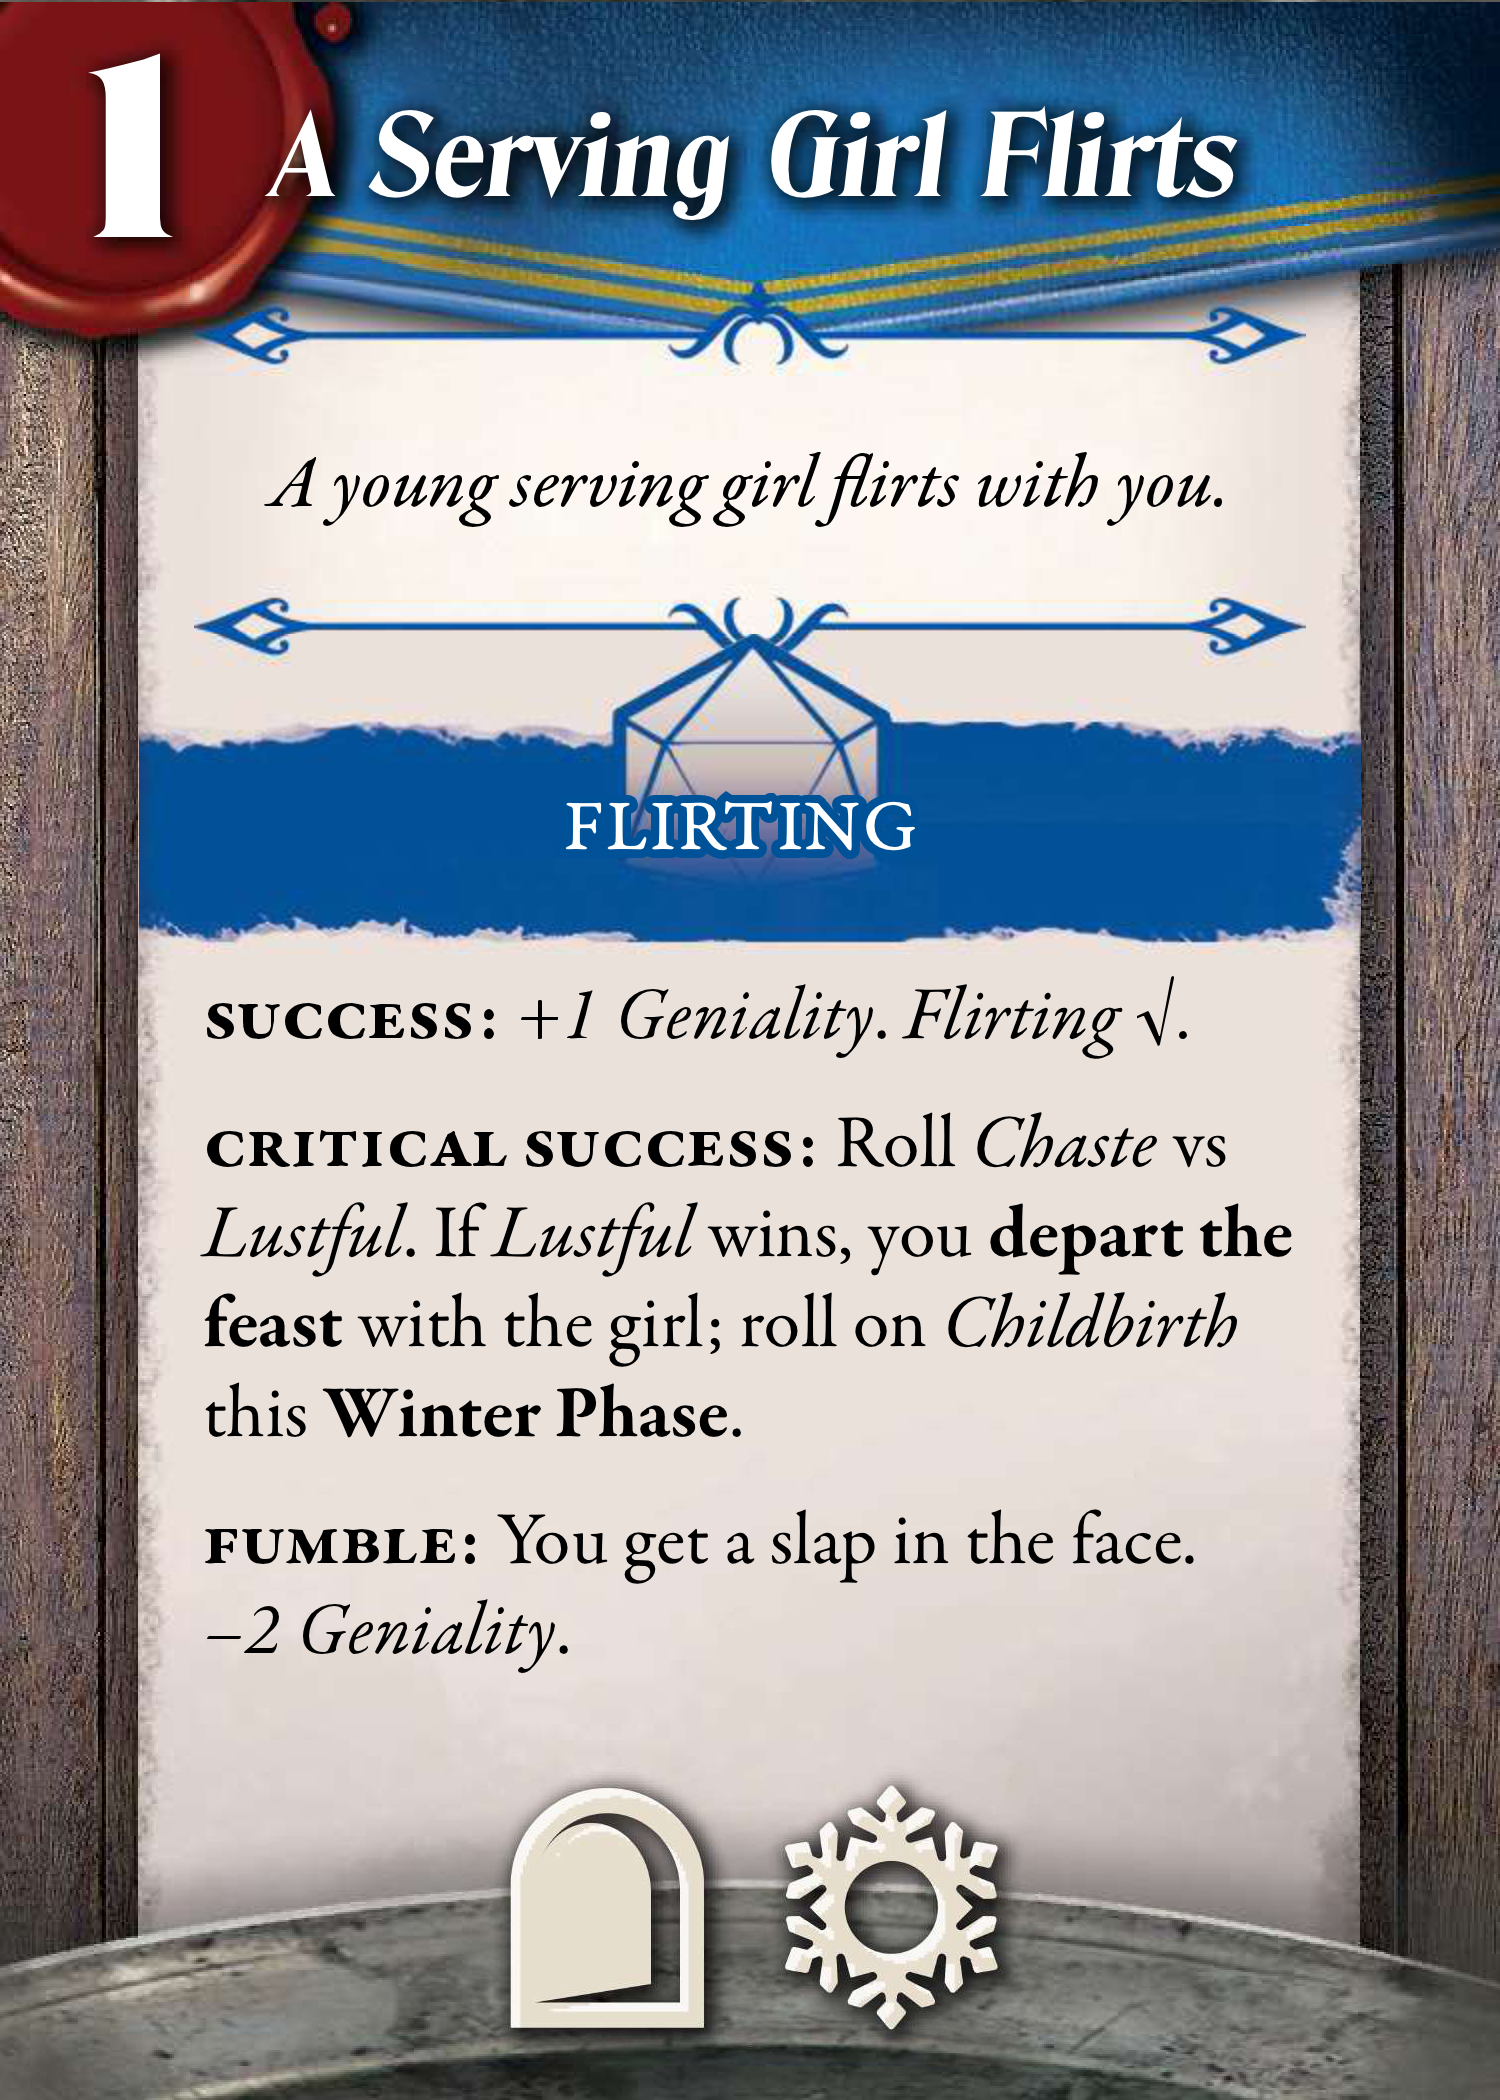 1
A Serving Girl Flirts
A young serving girl flirts with you.
FLIRTING
SUCCESS: +1 Geniality. Flirting √.
CRITICAL SUCCESS: Roll Chaste vs
Lustful. If Lustful wins, you depart the
feast with the girl; roll on Childbirth
this Winter Phase.
FUMBLE: You get a slap in the face.
–2 Geniality.